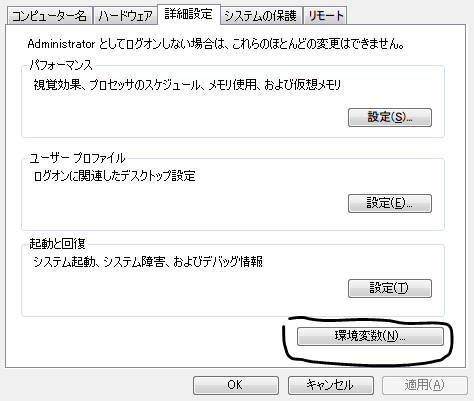 コンピューター名 ハードウェア 詳細設定 システムの保護 リモート
Administrator としてログオンしない場合は、これらのほとんどの変更はできません。
パフォーマンス
視覚効果、プロセッサのスケジュール、メモリ使用、および仮想メモリ
設定(S)...
ユーザー プロファイル
ログオンに関連したデスクトップ設定
設定(E)...
起動と回復
システム起動、システム障害、およびデバッグ情報
設定(T)
環境変数(N)...
OK キャンセル 適用(A)